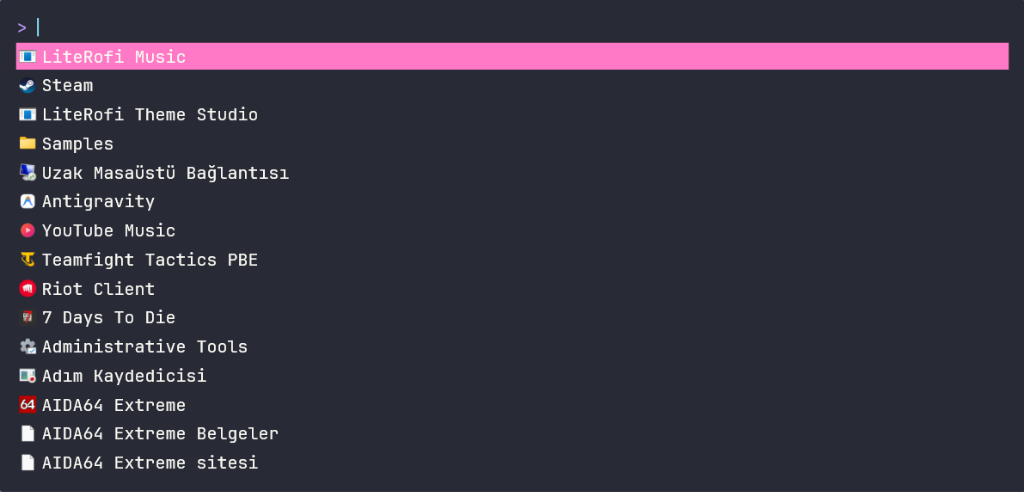 >
LiteRofi Music
Steam
LiteRofi Theme Studio
Samples
Uzak Masaüstü Bağlantısı
Antigravity
YouTube Music
Teamfight Tactics PBE
Riot Client
7 Days To Die
Administrative Tools
Adım Kaydedicisi
64 AIDA64 Extreme
AIDA64 Extreme Belgeler
AIDA64 Extreme sitesi